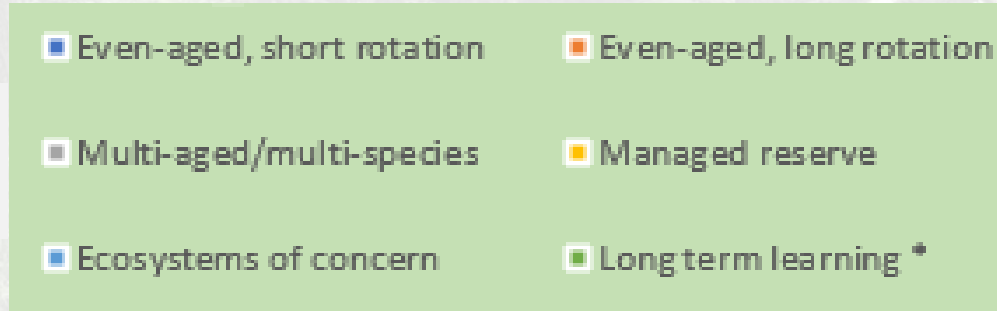 Even-aged, short rotation
Even-aged, long rotation
Multi-aged/multi-species
Managed reserve
Ecosystems of concern
Long term learning *